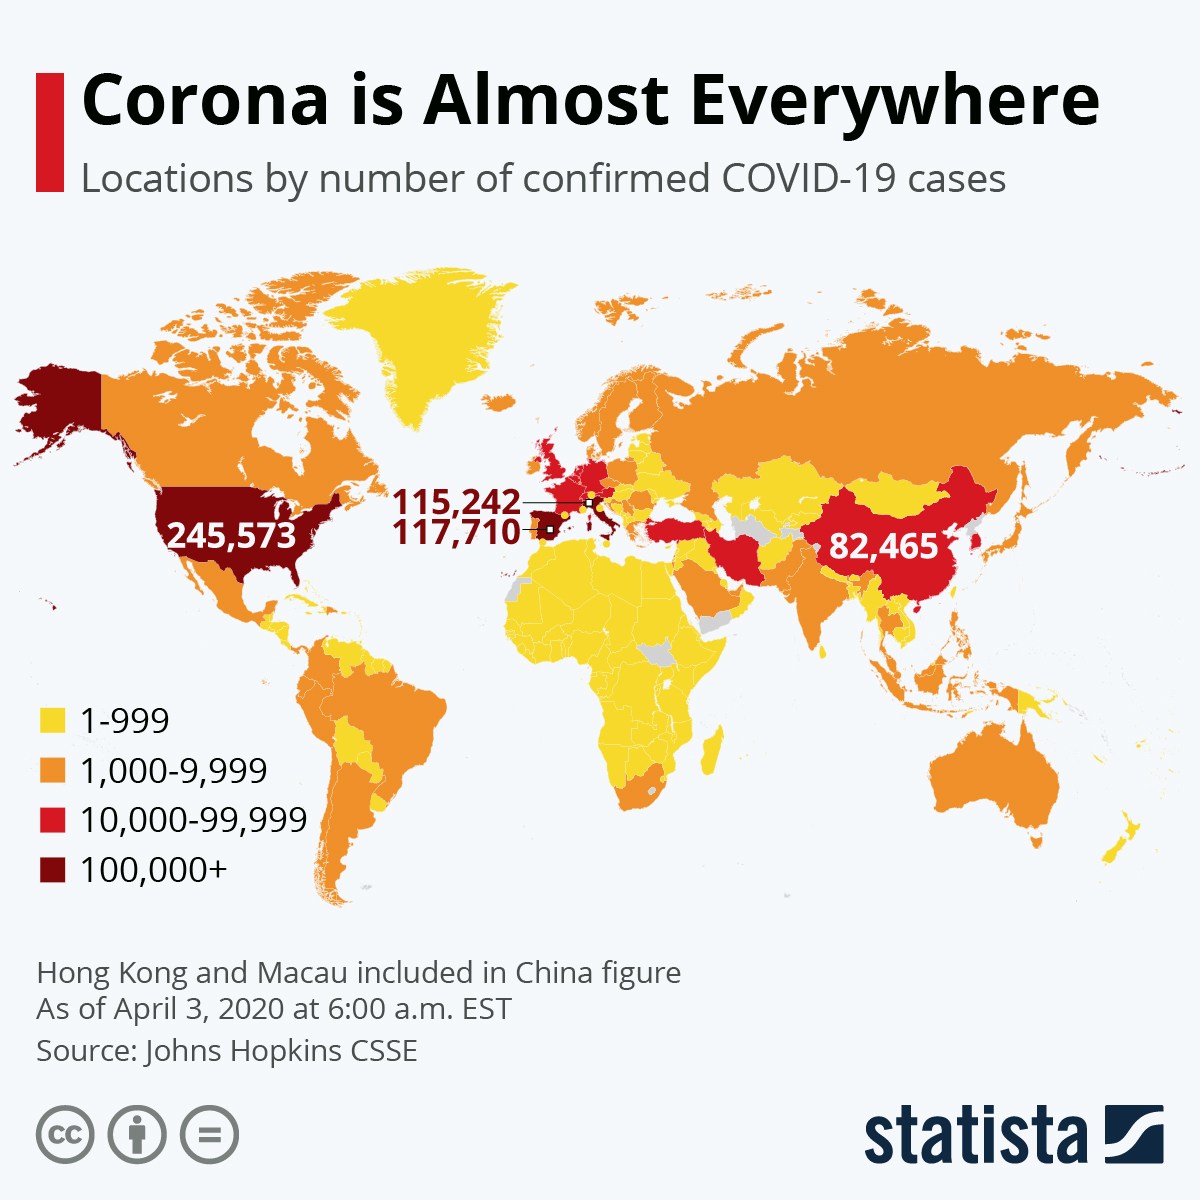 Corona is Almost Everywhere
Locations by number of confirmed COVID-19 cases
115,242
117,710
245,573
82,465
1-999
1,000-9,999
10,000-99,999
100,000+
Hong Kong and Macau included in China figure
As of April 3, 2020 at 6:00 a.m. EST
Source: Johns Hopkins CSSE
cc
statista